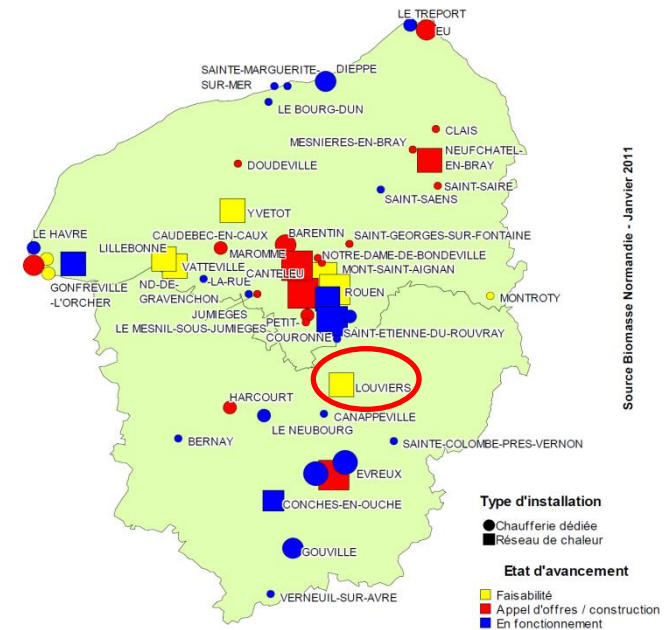 LE TREPORT
EU
SAINTE-MARGUERITE-
SUR-MER
DIEPPE
LE BOURG-DUN
CLAIS
MESNIERES-EN-BRAY
NEUFCHATEL-
EN-BRAY
DOUDEVILLE
SAINT-SAIRE
SAINT-SAENS
YVETOT
LE HAVRE
CAUDEBEC-EN-CAUX
BARENTIN
SAINT-GEORGES-SUR-FONTAINE
LILLEBONNE
MAROMME
NOTRE-DAME-DE-BONDEVILLE
VATTEVILLE
-LA-RUE
CANTELEU
MONT-SAINT-AIGNAN
GONFREVILLE
-L'ORCHER
ND-DE-
GRAVENCHON
ROUEN
MONTROTY
JUMIEGES
LE MESNIL-SOUS-JUMIEGES
PETIT-
COURONNE
SAINT-ETIENNE-DU-ROUVRAY
LOUVIERS
HARCOURT
CANAPPEVILLE
LE NEUBOURG
BERNAY
SAINTE-COLOMBE-PRES-VERNON
EVREUX
CONCHES-EN-OUCHE
GOUVILLE
VERNEUIL-SUR-AVRE
Source Biomasse Normandie - Janvier 2011
Type d'installation
Chaufferie dédiée
Réseau de chaleur
Etat d'avancement
Faisabilité
Appel d'offres / construction
En fonctionnement